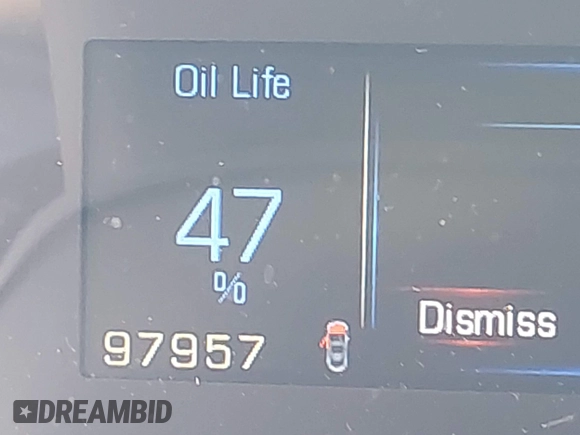 Oil Life
47
%
97957
Dismiss
DREAMBID